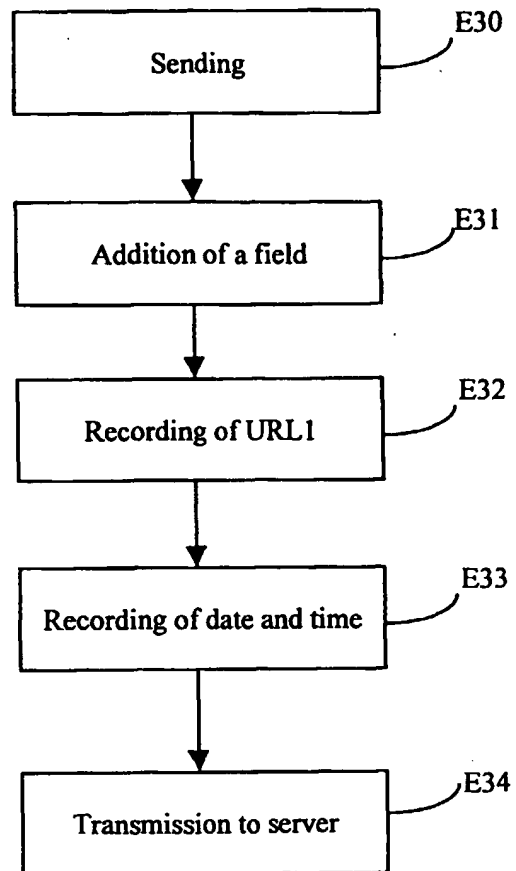 E30
Sending
E31
Addition of a field
E32
Recording of URL1
E33
Recording of date and time
E34
Transmission to server